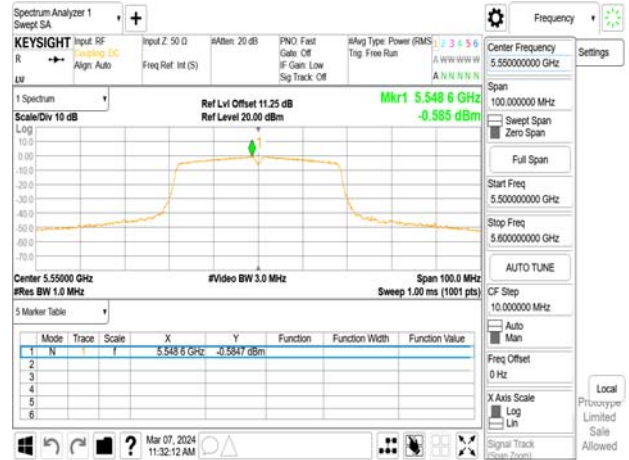 Spectrum Analyzer 1
Swept SA
+
Frequency
KEYSIGHT
R
LU
Input: RF
Coupling: DC
Align: Auto
Input Z: 50 Ω
Freq Ref: Int (S)
#Atten: 20 dB
PNO: Fast
Gate: Off
IF Gain: Low
Sig Track: Off
#Avg Type: Power (RMS
Trig: Free Run
1 2 3 4 5 6
A W W W W W
A N N N N N
Center Frequency
5.550000000 GHz
Settings
Span
100.000000 MHz
Swept Span
Zero Span
Full Span
Start Freq
5.500000000 GHz
Stop Freq
5.600000000 GHz
AUTO TUNE
CF Step
10.000000 MHz
Auto
Man
Freq Offset
0 Hz
X Axis Scale
Log
Lin
Signal Track
(Span Zoom)
Local
Prototype
Limited
Sale
Allowed
1 Spectrum
Scale/Div 10 dB
Ref Lvl Offset 11.25 dB
Ref Level 20.00 dBm
Mkr1 5.548 6 GHz
-0.585 dBm
Log
10.0
0.00
-10.0
-20.0
-30.0
-40.0
-50.0
-60.0
-70.0
1
Center 5.55000 GHz
#Res BW 1.0 MHz
#Video BW 3.0 MHz
Span 100.0 MHz
Sweep 1.00 ms (1001 pts)
5 Marker Table
Mode Trace Scale X Y Function Function Width Function Value
1 N 1 f 5.548 6 GHz -0.5847 dBm
2
3
4
5
6
?
Mar 07, 2024
11:32:12 AM